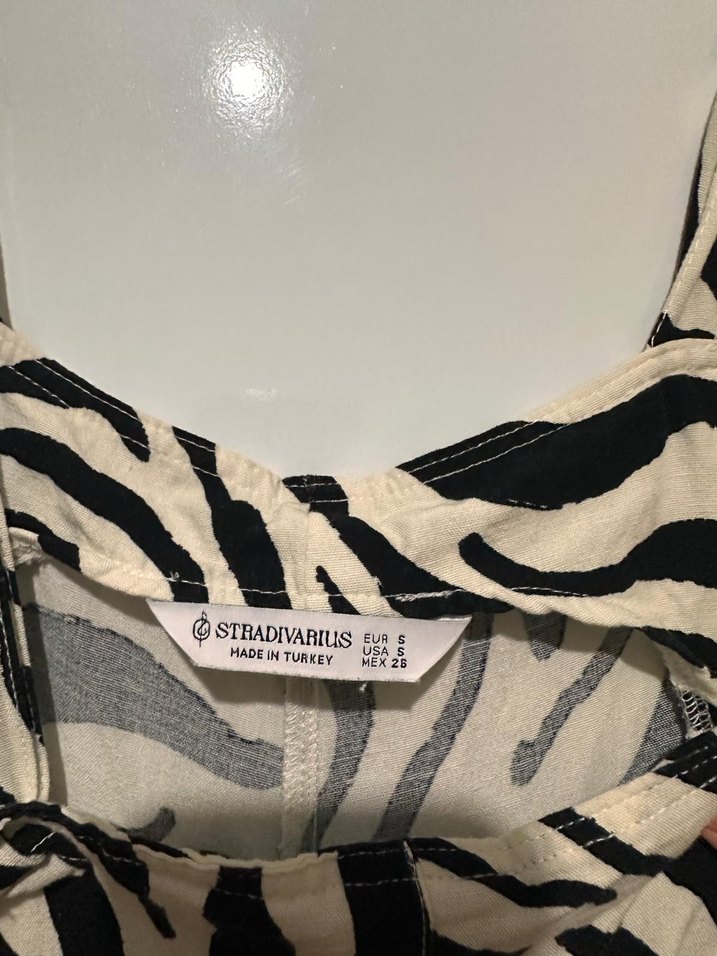 STRADIVARIUS
MADE IN TURKEY
EUR S
USA S
MEX 26